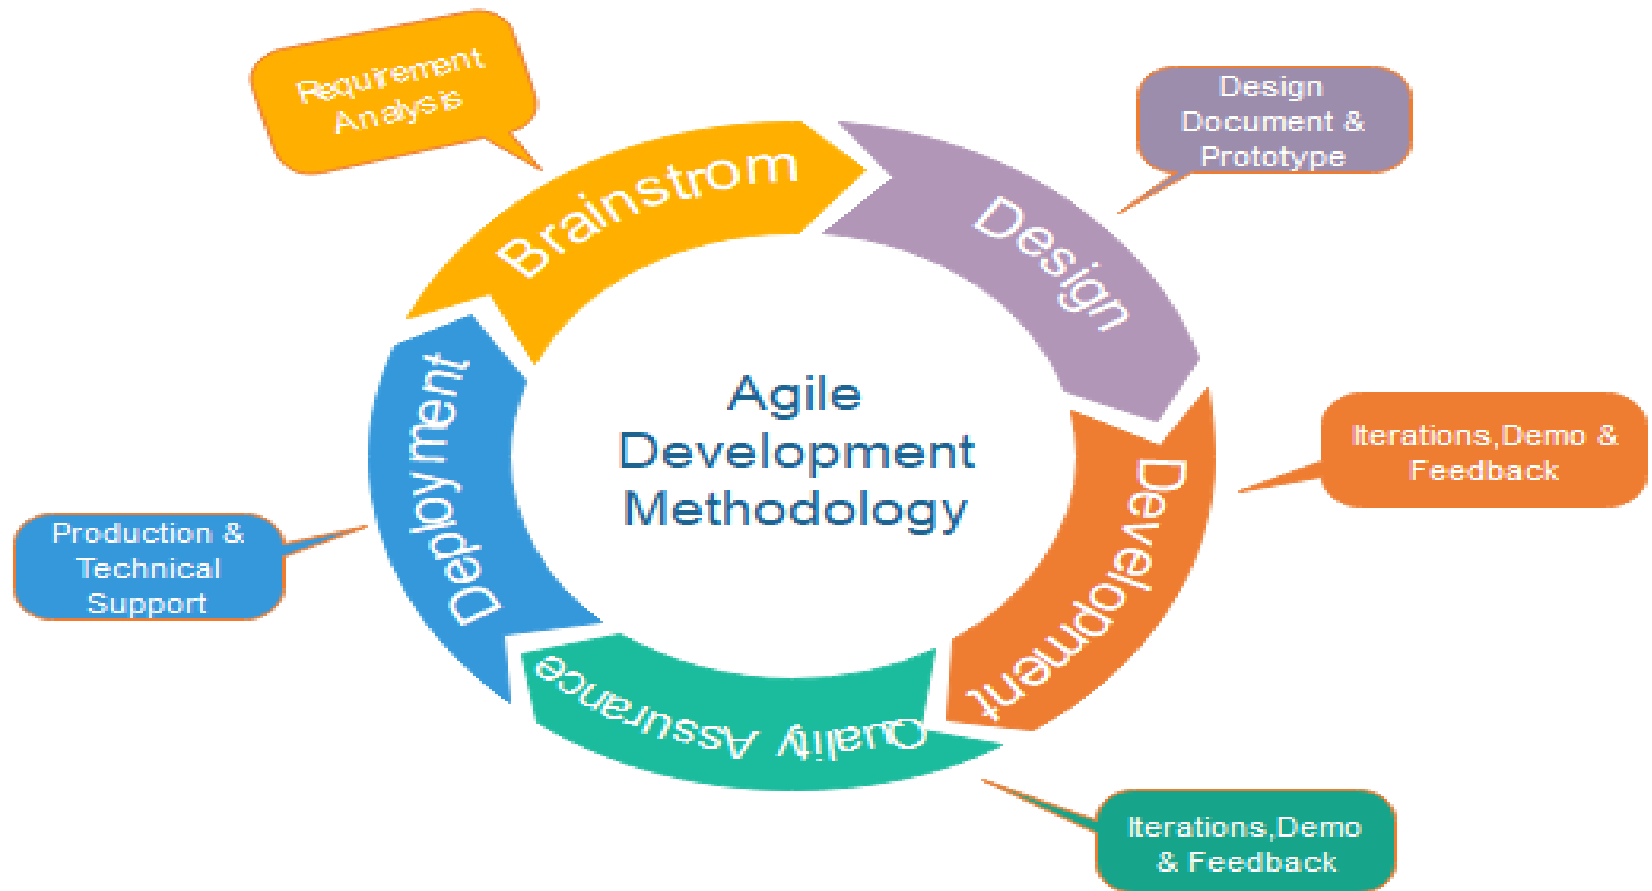 Requirement
Analysis
Brainstrom
Design
Document &
Prototype
Design
Iterations,Demo &
Feedback
Development
Agile
Development
Methodology
Iterations,Demo
& Feedback
Quality Assurance
Production &
Technical
Support
Deployment